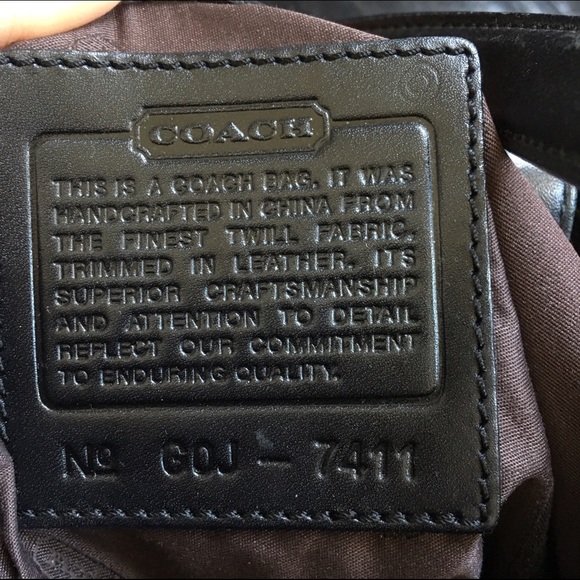 COACH
THIS IS A COACH BAG. IT WAS
HANDCRAFTED IN CHINA FROM
THE FINEST TWILL FABRIC,
TRIMMED IN LEATHER. ITS
SUPERIOR CRAFTSMANSHIP
AND ATTENTION TO DETAIL
REFLECT OUR COMMITMENT
TO ENDURING QUALITY.
Nº GOJ – 7411